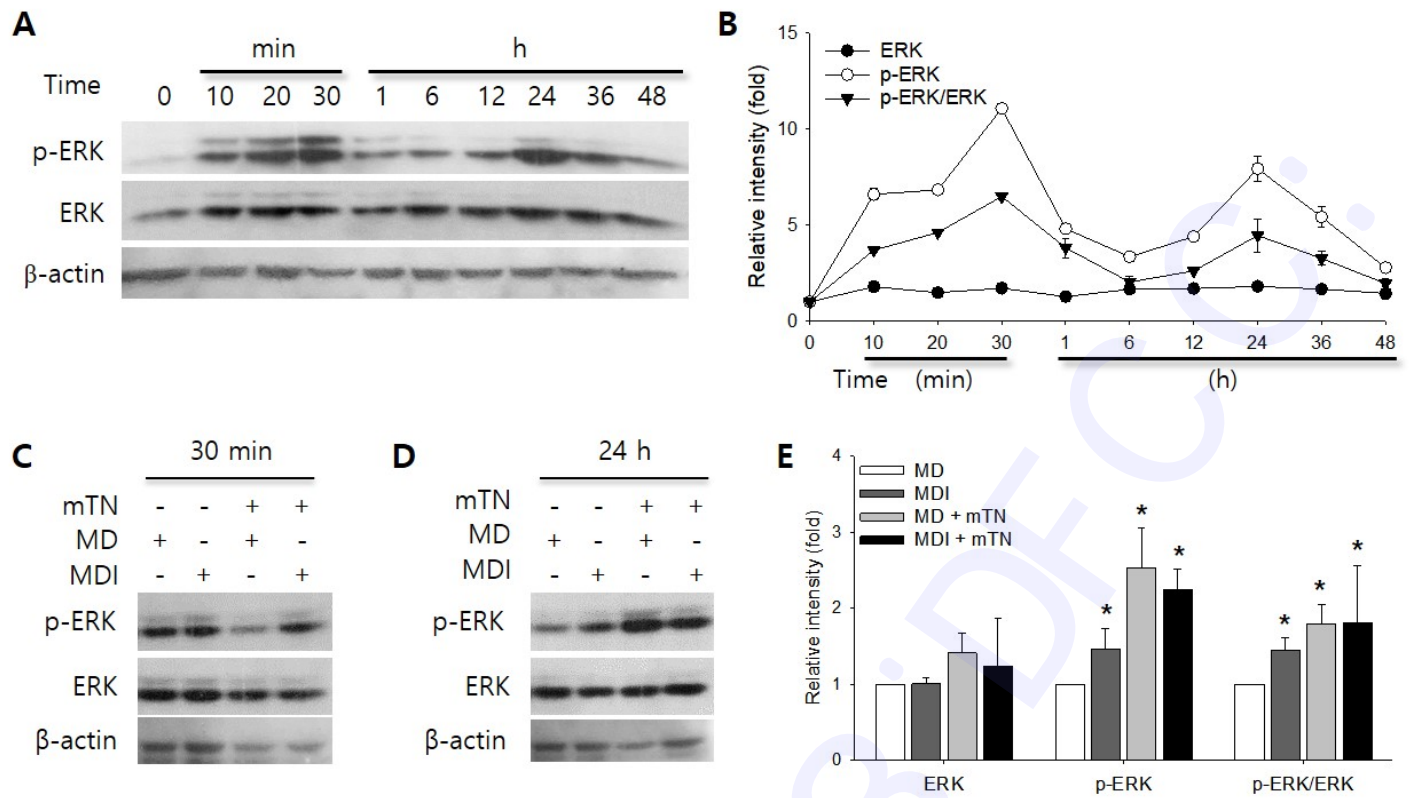 A
min h
Time 0 10 20 30 1 6 12 24 36 48
p-ERK
ERK
β-actin
B
15
10
5
0
Relative intensity (fold)
ERK
p-ERK
p-ERK/ERK
0 10 20 30 1 6 12 24 36 48
Time (min) (h)
C
30 min
mTN - - + +
MD + - + -
MDI - + - +
p-ERK
ERK
β-actin
D
24 h
mTN - - + +
MD + - + -
MDI - + - +
p-ERK
ERK
β-actin
E
4
3
2
1
0
Relative intensity (fold)
MD
MDI
MD + mTN
MDI + mTN
* * *
* * *
ERK p-ERK p-ERK/ERK